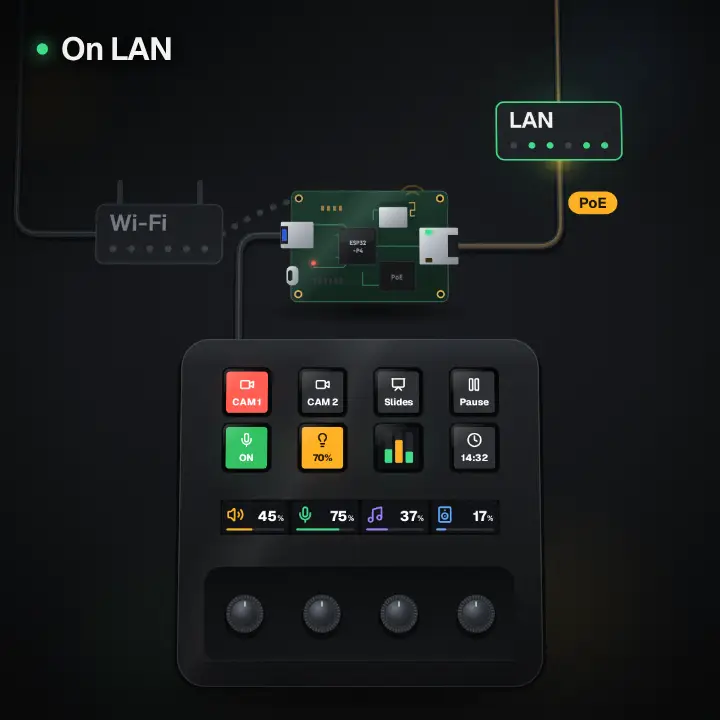 On LAN
LAN
PoE
Wi-Fi
ESP32
-P4
PoE
CAM 1
CAM 2
Slides
Pause
ON
70%
14:32
45%
75%
37%
17%